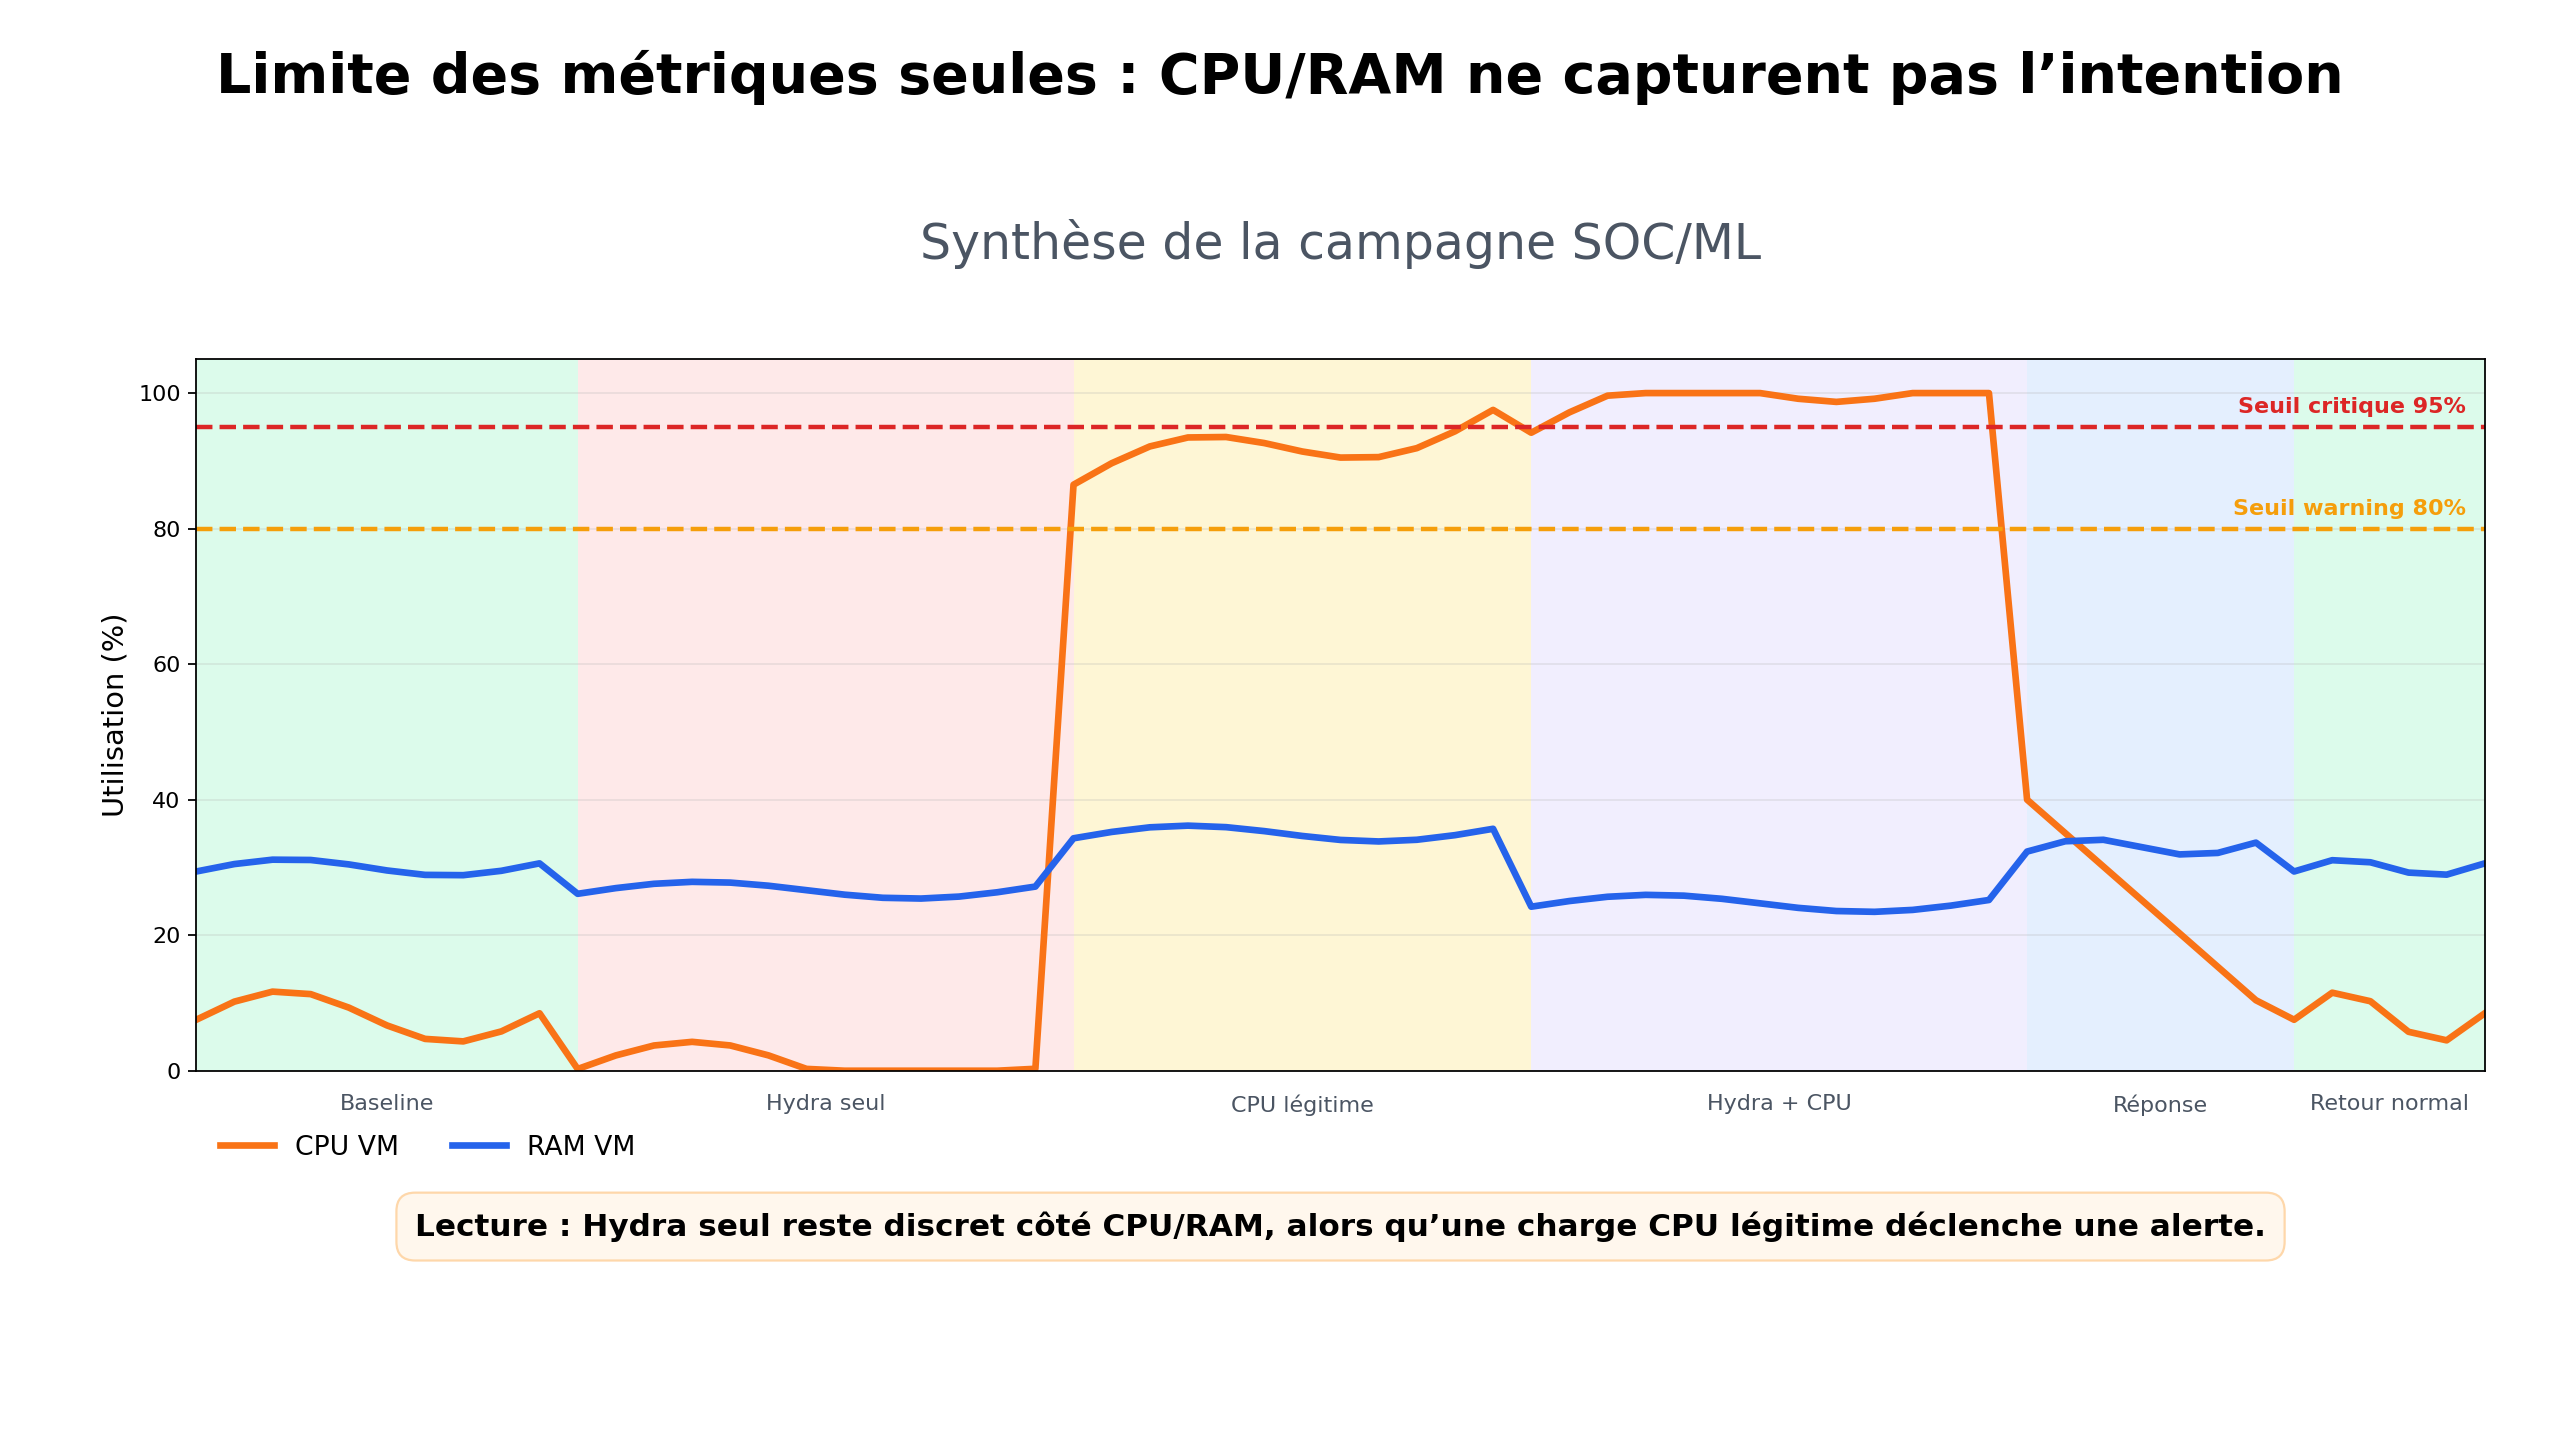 Limite des métriques seules : CPU/RAM ne capturent pas l’intention
Synthèse de la campagne SOC/ML
Utilisation (%)
100
80
60
40
20
0
Seuil critique 95%
Seuil warning 80%
Baseline
Hydra seul
CPU légitime
Hydra + CPU
Réponse
Retour normal
CPU VM
RAM VM
Lecture : Hydra seul reste discret côté CPU/RAM, alors qu’une charge CPU légitime déclenche une alerte.